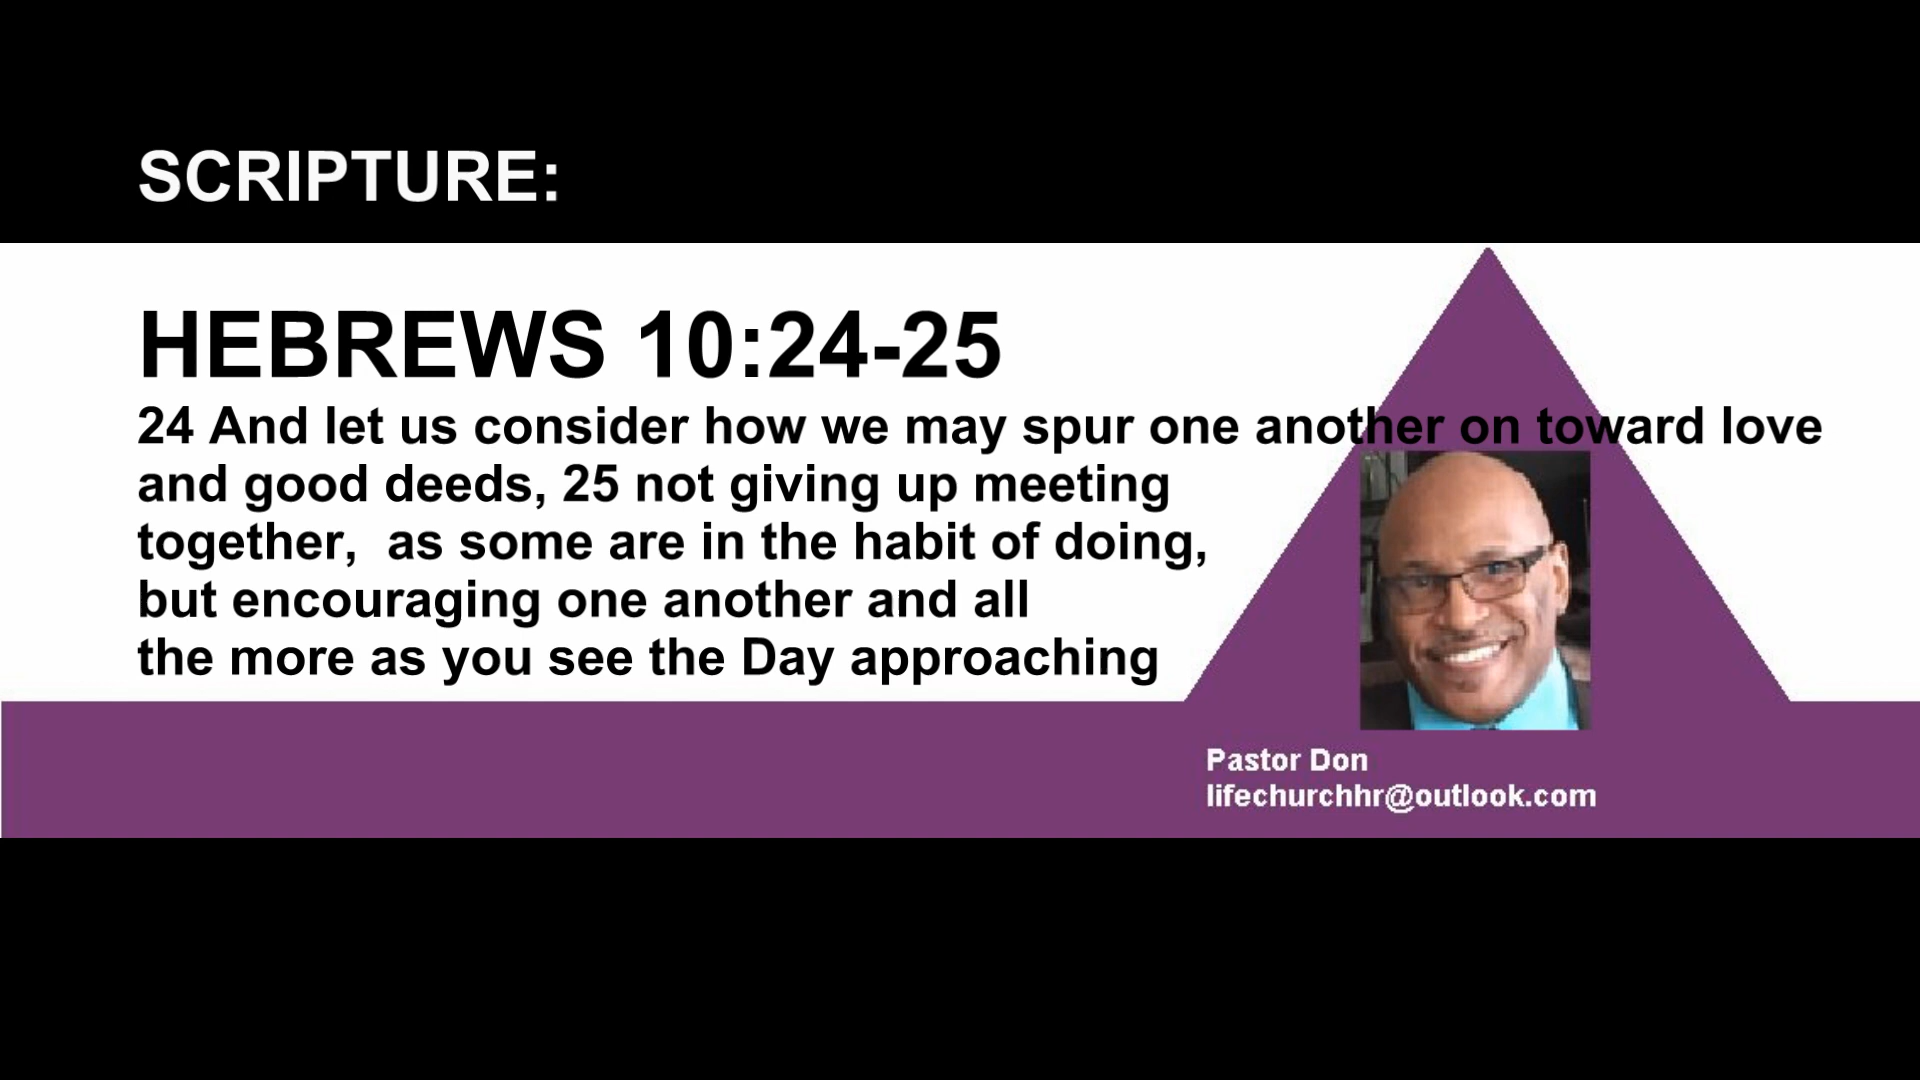 SCRIPTURE:
HEBREWS 10:24-25
24 And let us consider how we may spur one another on toward love
and good deeds, 25 not giving up meeting
together,  as some are in the habit of doing,
but encouraging one another and all
the more as you see the Day approaching
Pastor Don
lifechurchhr@outlook.com